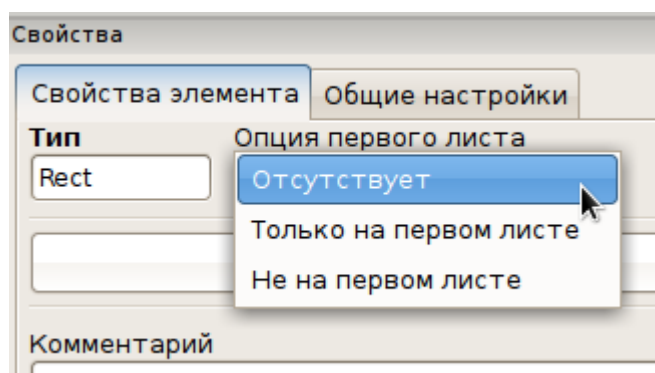 Свойства
Свойства элемента Общие настройки
Тип Опция первого листа
Rect Отсутствует
Только на первом листе
Не на первом листе
Комментарий